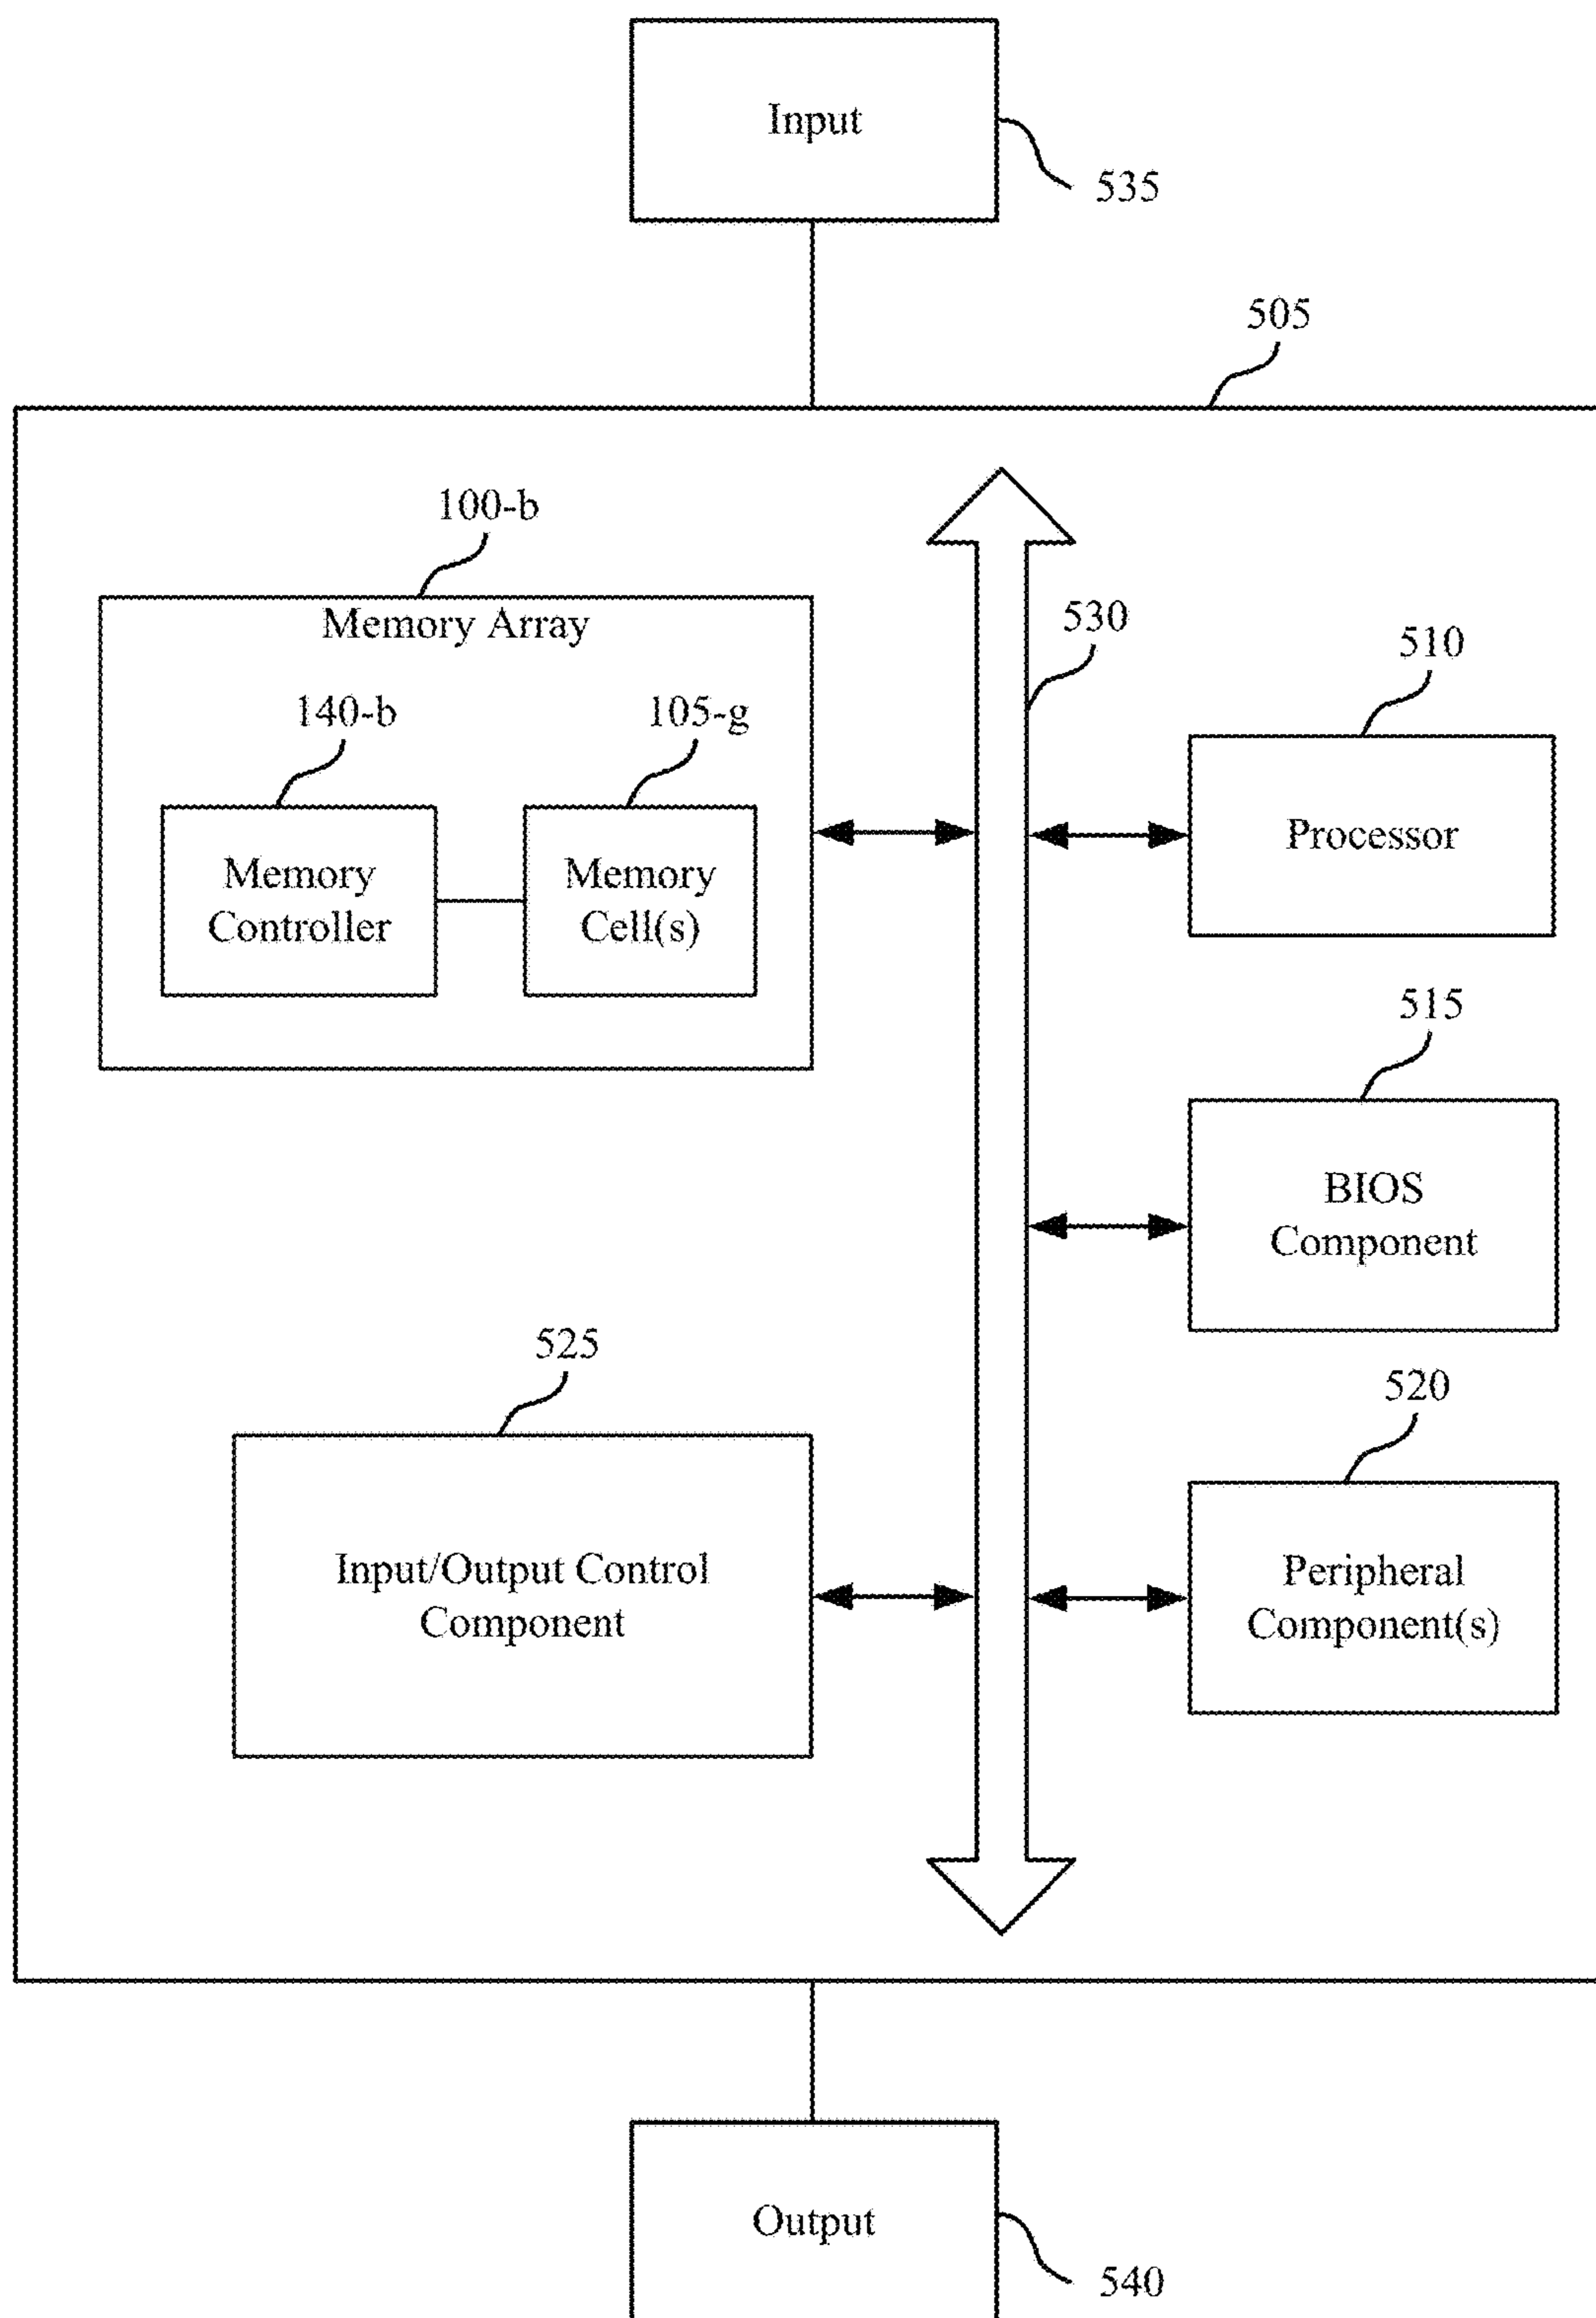 Input
535
505
100-b
Memory Array
530
510
140-b
105-g
Processor
Memory
Controller
Memory
Cell(s)
515
BIOS
Component
525
520
Input/Output Control
Component
Peripheral
Component(s)
Output
540